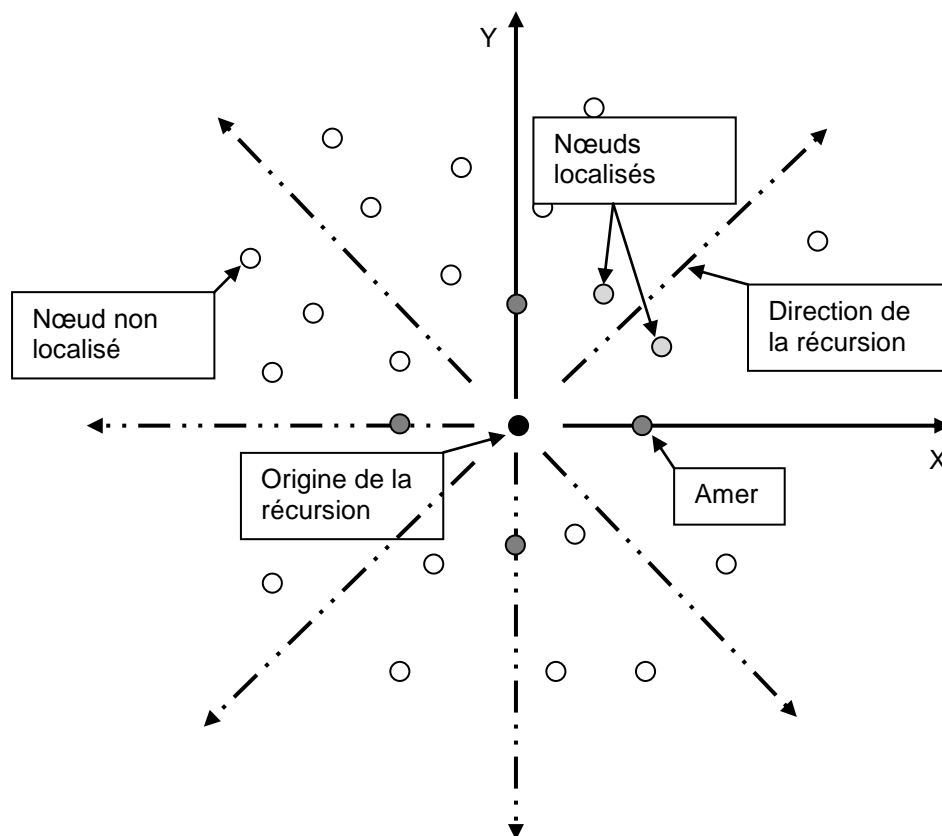 Y
Nœuds
localisés
Nœud non
localisé
Direction de
la récursion
X
Origine de la
récursion
Amer